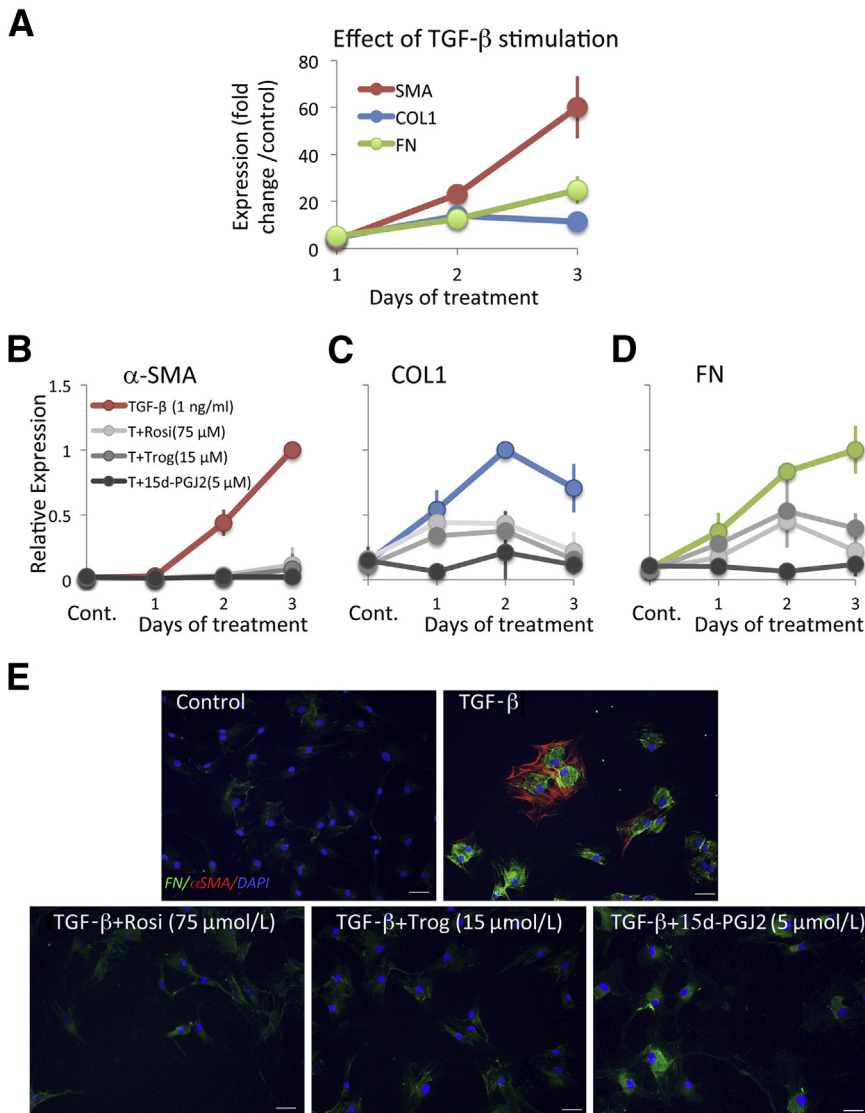 A
Effect of TGF-β stimulation
Expression (fold
change /control)
80
60
40
20
0
SMA
COL1
FN
1 2 3
Days of treatment
B
α-SMA
Relative Expression
1.5
1
0.5
0
TGF-β (1 ng/ml)
T+Rosi(75 μM)
T+Trog(15 μM)
T+15d-PGJ2(5 μM)
Cont. 1 2 3
Days of treatment
C
COL1
Cont. 1 2 3
Days of treatment
D
FN
Cont. 1 2 3
Days of treatment
E
Control
FN/αSMA/DAPI
TGF-β
TGF-β+Rosi (75 μmol/L)
TGF-β+Trog (15 μmol/L)
TGF-β+15d-PGJ2 (5 μmol/L)